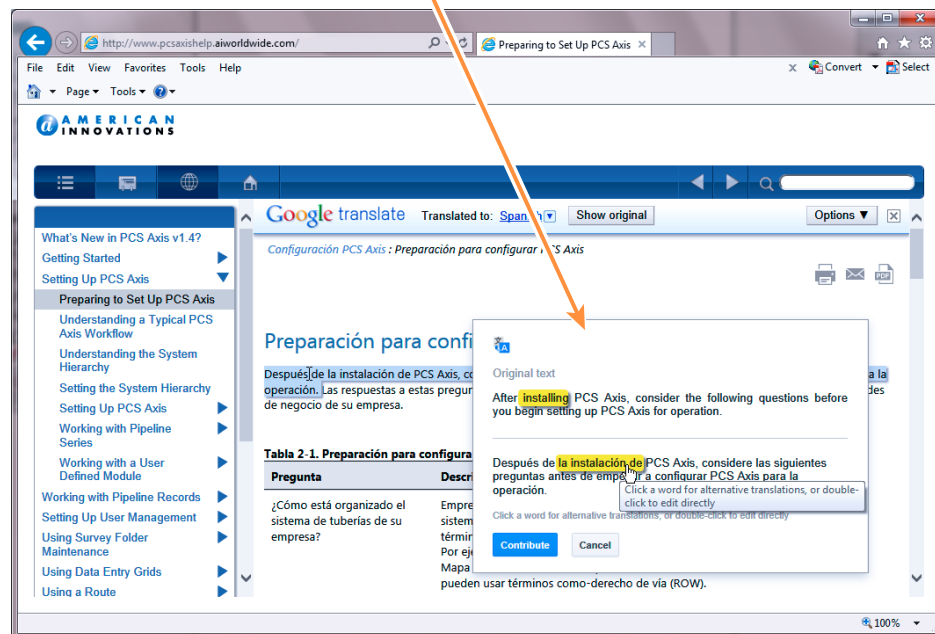 http://www.pcsaxishelp.aiworldwide.com/
Preparing to Set Up PCS Axis
File Edit View Favorites Tools Help
x Convert Select
Page Tools
AMERICAN
INNOVATIONS
Google translate Translated to: Spanish Show original Options ▼
What's New in PCS Axis v1.4?
Getting Started
Setting Up PCS Axis
Preparing to Set Up PCS Axis
Understanding a Typical PCS
Axis Workflow
Understanding the System
Hierarchy
Setting the System Hierarchy
Setting Up PCS Axis
Working with Pipeline
Series
Working with a User
Defined Module
Working with Pipeline Records
Setting Up User Management
Using Survey Folder
Maintenance
Using Data Entry Grids
Using a Route
Configuración PCS Axis : Preparación para configurar PCS Axis
PDF
Preparación para confi
Después de la instalación de PCS Axis, co
a la
operación. Las respuestas a estas pregur
des
de negocio de su empresa.
Tabla 2-1. Preparación para configura
Pregunta Descri
¿Cómo está organizado el
sistema de tuberías de su
empresa?
Empre
sistem
términ
Por eje
Mapa
pueden usar términos como-derecho de vía (ROW).
Original text
After installing PCS Axis, consider the following questions before
you begin setting up PCS Axis for operation.
Después de la instalación de PCS Axis, considere las siguientes
preguntas antes de empezar a configurar PCS Axis para la
operación.
Click a word for alternative translations, or double-
click to edit directly
Click a word for alternative translations, or double-click to edit directly
Contribute Cancel
100%